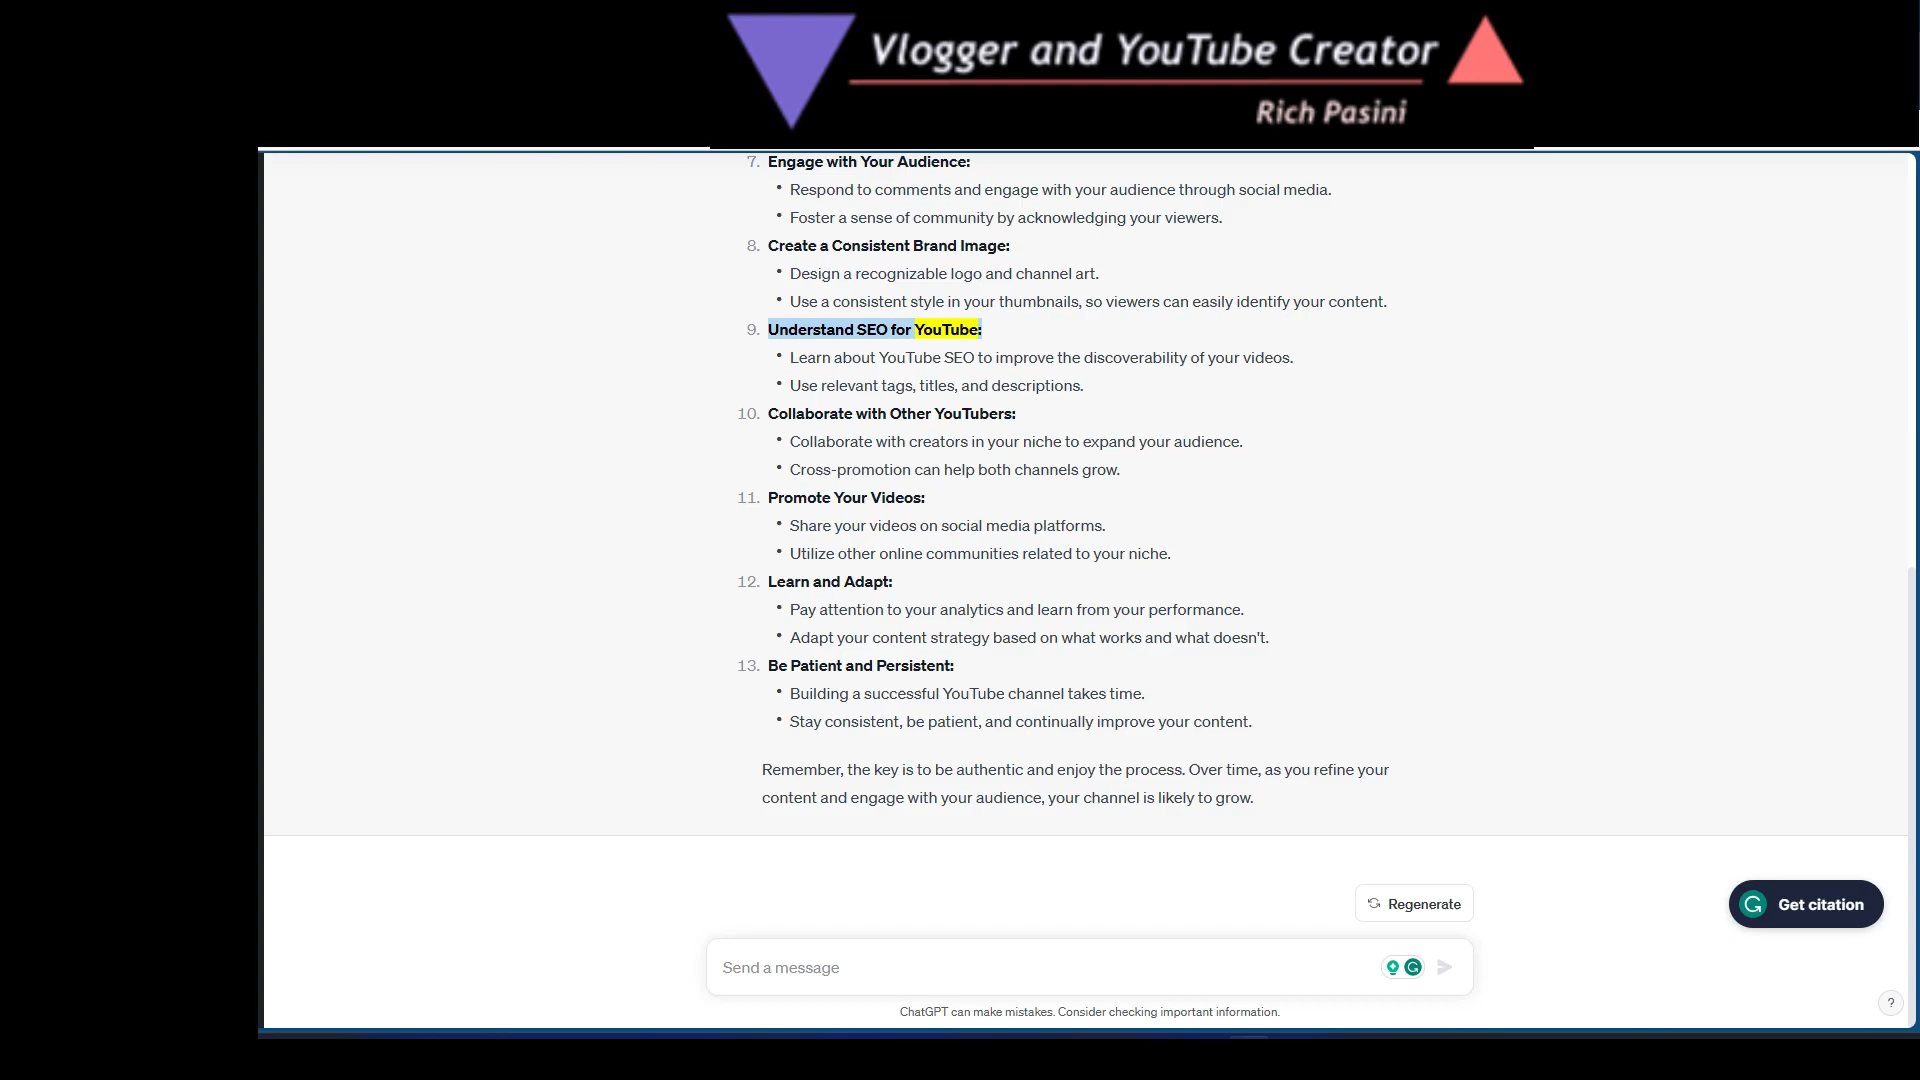 Vlogger and YouTube Creator
Rich Pasini
7. Engage with Your Audience:
• Respond to comments and engage with your audience through social media.
• Foster a sense of community by acknowledging your viewers.
8. Create a Consistent Brand Image:
• Design a recognizable logo and channel art.
• Use a consistent style in your thumbnails, so viewers can easily identify your content.
9. Understand SEO for YouTube:
• Learn about YouTube SEO to improve the discoverability of your videos.
• Use relevant tags, titles, and descriptions.
10. Collaborate with Other YouTubers:
• Collaborate with creators in your niche to expand your audience.
• Cross-promotion can help both channels grow.
11. Promote Your Videos:
• Share your videos on social media platforms.
• Utilize other online communities related to your niche.
12. Learn and Adapt:
• Pay attention to your analytics and learn from your performance.
• Adapt your content strategy based on what works and what doesn't.
13. Be Patient and Persistent:
• Building a successful YouTube channel takes time.
• Stay consistent, be patient, and continually improve your content.
Remember, the key is to be authentic and enjoy the process. Over time, as you refine your
content and engage with your audience, your channel is likely to grow.
Regenerate
Get citation
Send a message
ChatGPT can make mistakes. Consider checking important information.
?